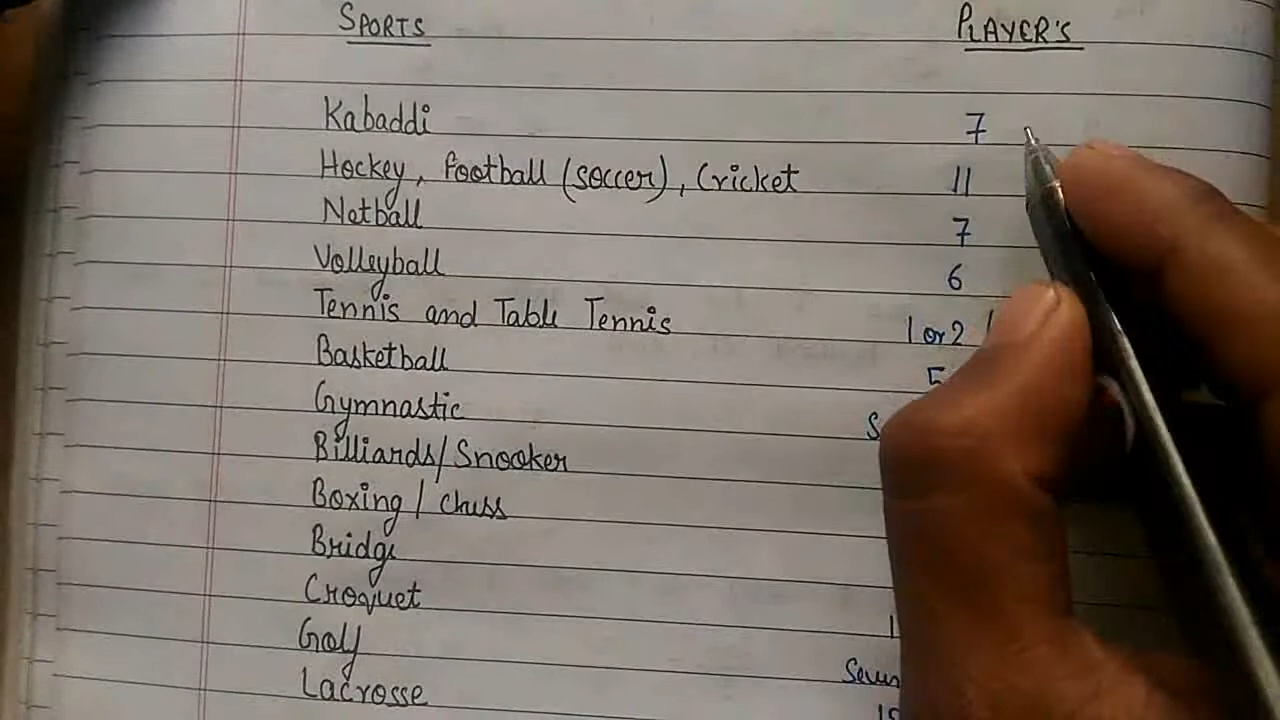 SPORTS PLAYER'S
Kabaddi 7
Hockey, football (soccer), Cricket 11
Netball 7
Volleyball 6
Tennis and Table Tennis 1 or 2
Basketball 5
Gymnastic
Billiards/Snooker
Boxing / Chess
Bridge
Croquet
Golf
Lacrosse